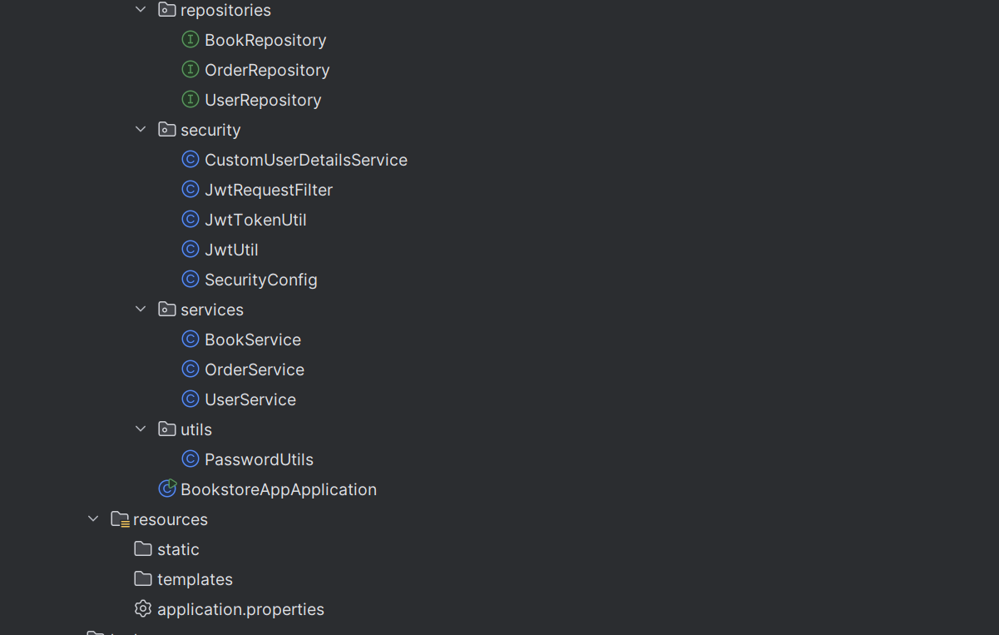 repositories
BookRepository
OrderRepository
UserRepository
security
CustomUserDetailsService
JwtRequestFilter
JwtTokenUtil
JwtUtil
SecurityConfig
services
BookService
OrderService
UserService
utils
PasswordUtils
BookstoreAppApplication
resources
static
templates
application.properties